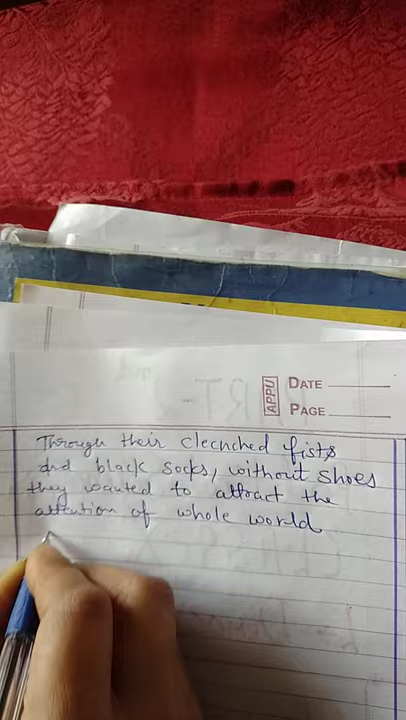 APPU
DATE
PAGE
Through their clecnched fists
and black socks, without shoes
they wanted to attract the
attention of whole world